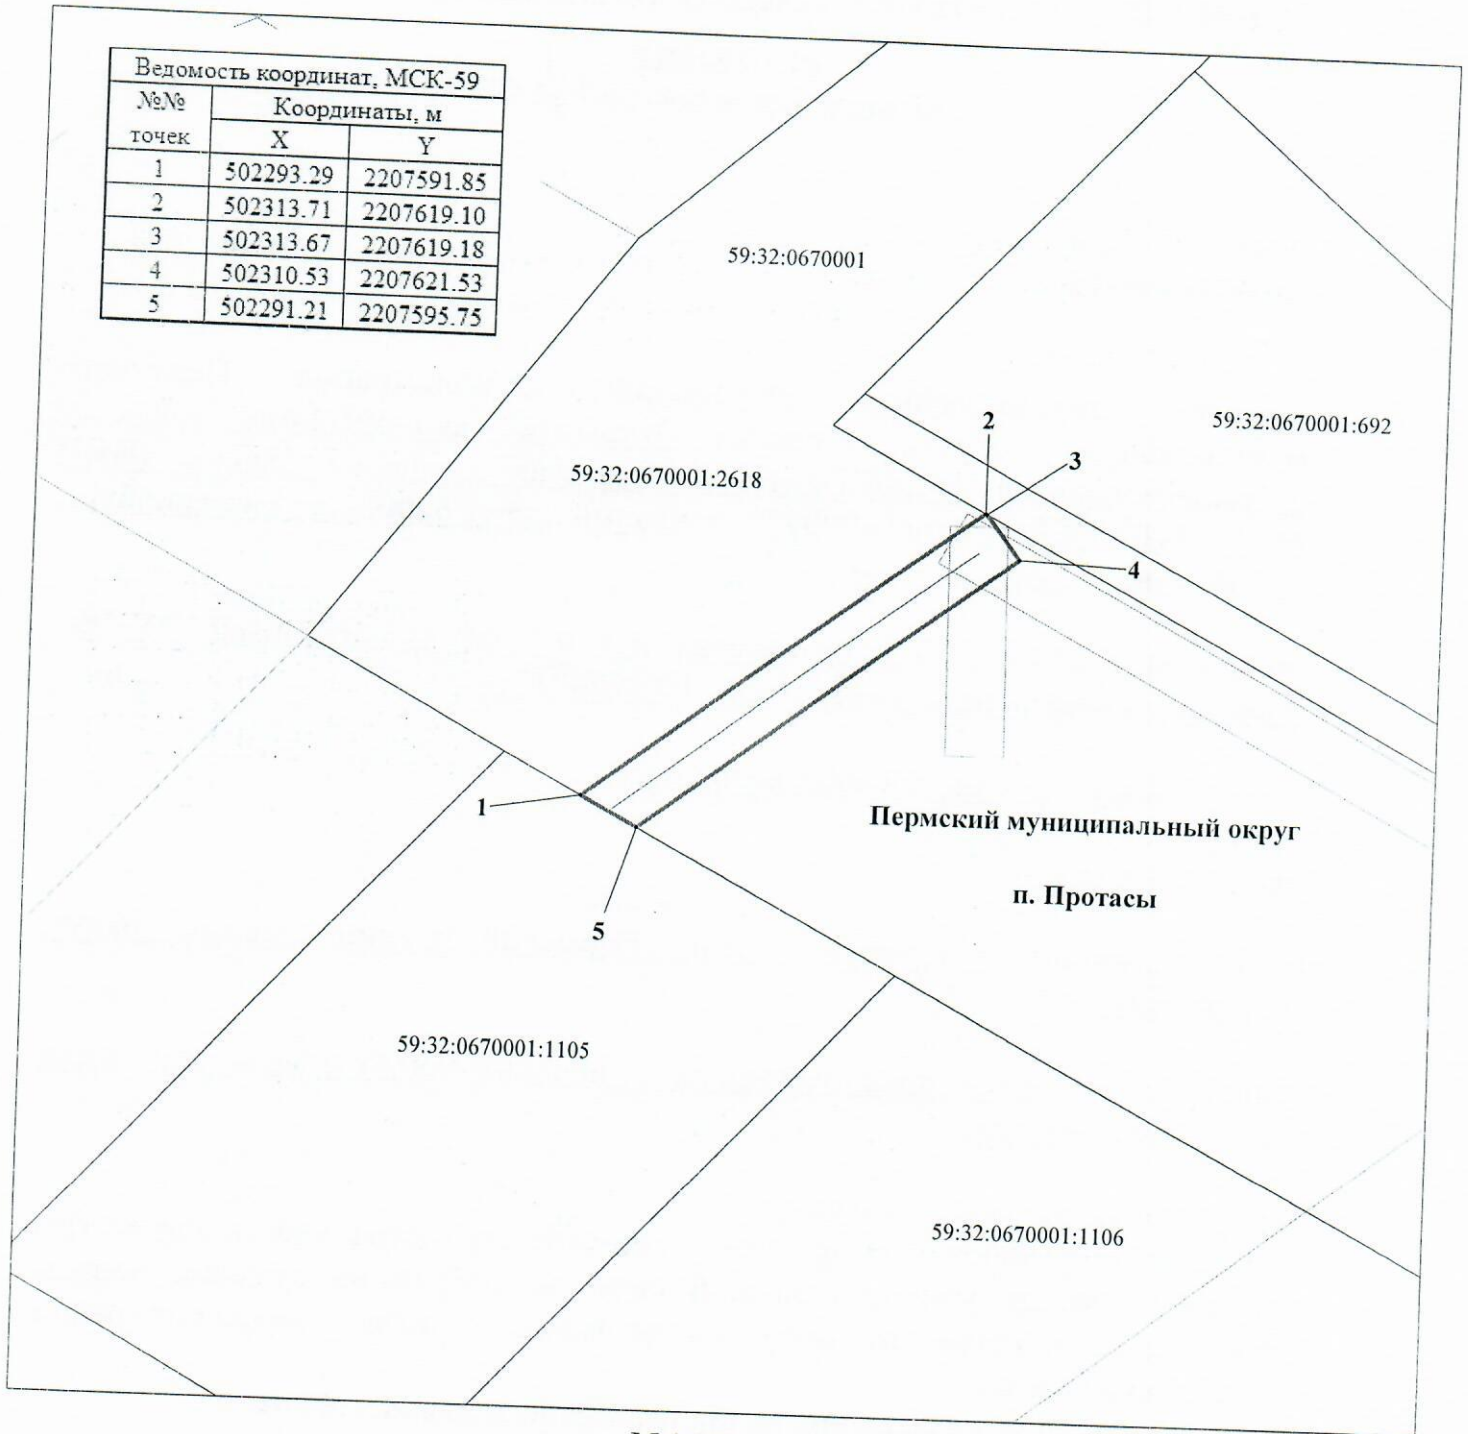 Ведомость координат, МСК-59
№№ точек Координаты, м
X Y
1 502293.29 2207591.85
2 502313.71 2207619.10
3 502313.67 2207619.18
4 502310.53 2207621.53
5 502291.21 2207595.75
59:32:0670001
2
59:32:0670001:692
3
59:32:0670001:2618
4
1
Пермский муниципальный округ
п. Протасы
5
59:32:0670001:1105
59:32:0670001:1106